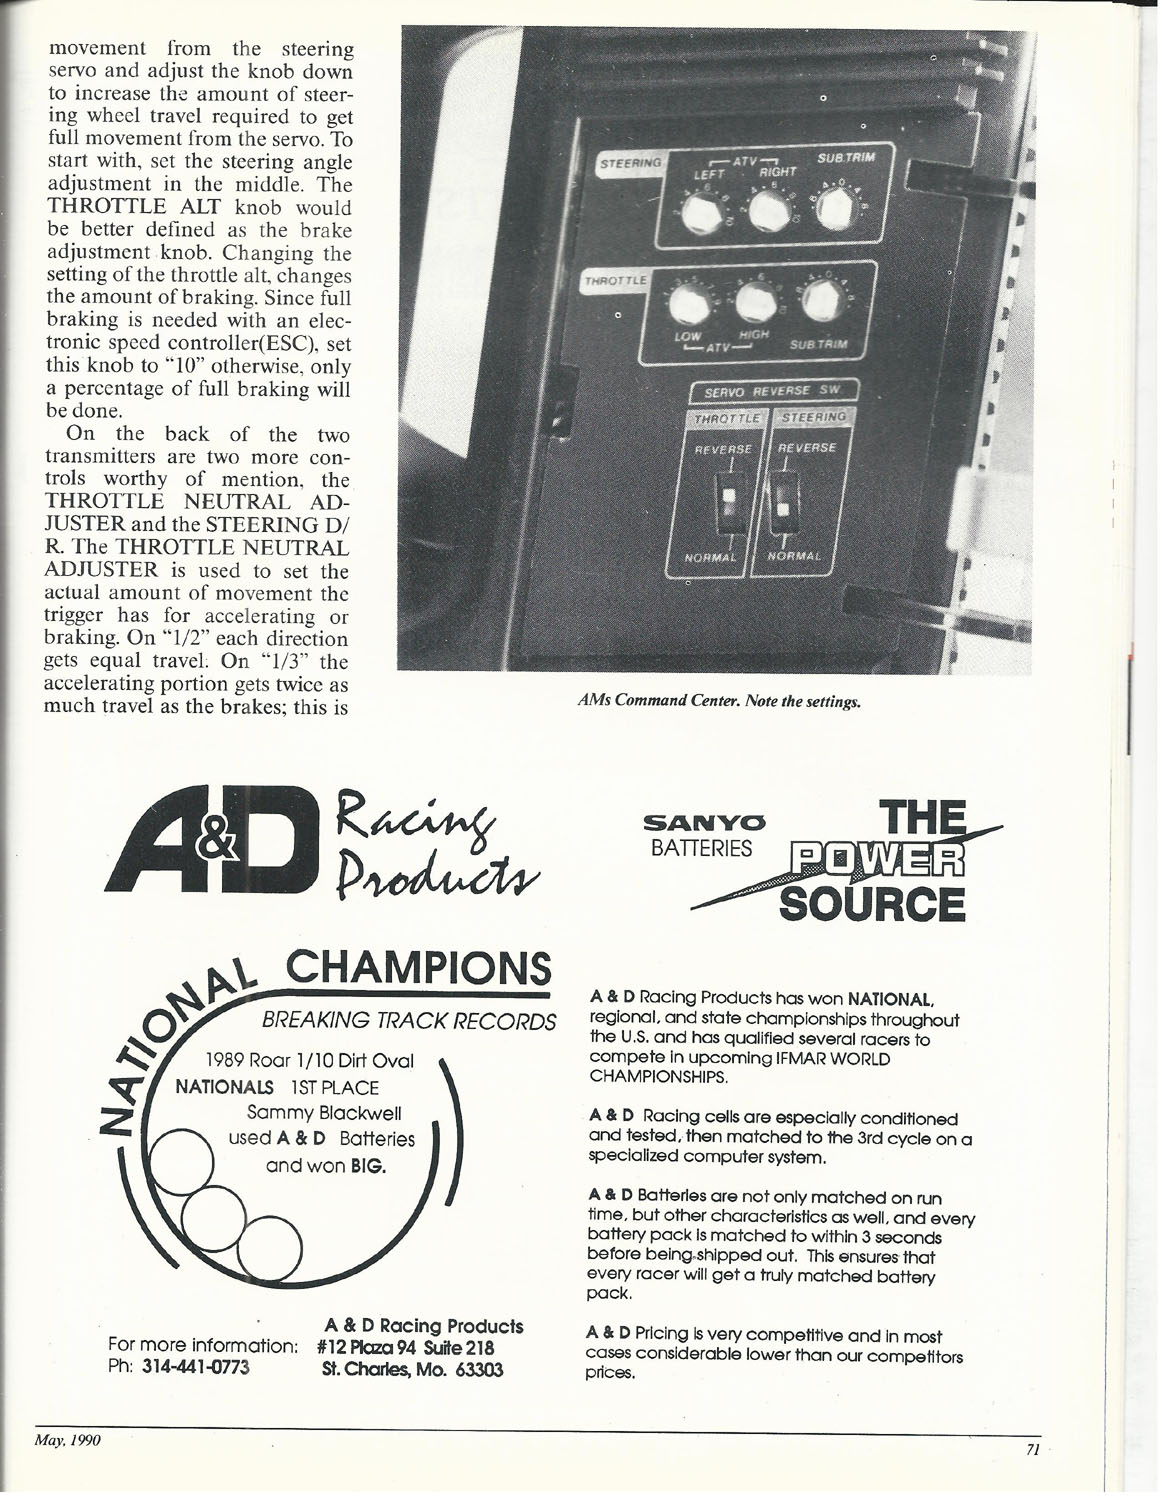 movement from the steering
servo and adjust the knob down
to increase the amount of steer-
ing wheel travel required to get
full movement from the servo. To
start with, set the steering angle
adjustment in the middle. The
THROTTLE ALT knob would
be better defined as the brake
adjustment knob. Changing the
setting of the throttle alt, changes
the amount of braking. Since full
braking is needed with an elec-
tronic speed controller(ESC), set
this knob to “10” otherwise, only
a percentage of full braking will
be done.
On the back of the two
transmitters are two more con-
trols worthy of mention, the
THROTTLE NEUTRAL AD-
JUSTER and the STEERING D/
R. The THROTTLE NEUTRAL
ADJUSTER is used to set the
actual amount of movement the
trigger has for accelerating or
braking. On “1/2” each direction
gets equal travel. On “1/3” the
accelerating portion gets twice as
much travel as the brakes; this is
STEERING
ATV
LEFT RIGHT
SUB.TRIM
THROTTLE
LOW HIGH
ATV
SUB.TRIM
SERVO REVERSE SW
THROTTLE STEERING
REVERSE REVERSE
NORMAL NORMAL
AMs Command Center. Note the settings.
A&D Racing
Products
SANYO
BATTERIES
THE
POWER
SOURCE
NATIONAL CHAMPIONS
BREAKING TRACK RECORDS
1989 Roar 1/10 Dirt Oval
NATIONALS 1ST PLACE
Sammy Blackwell
used A & D Batteries
and won BIG.
A & D Racing Products has won NATIONAL,
regional, and state championships throughout
the U.S. and has qualified several racers to
compete in upcoming IFMAR WORLD
CHAMPIONSHIPS.
A & D Racing cells are especially conditioned
and tested, then matched to the 3rd cycle on a
specialized computer system.
A & D Batteries are not only matched on run
time, but other characteristics as well, and every
battery pack is matched to within 3 seconds
before being shipped out. This ensures that
every racer will get a truly matched battery
pack.
A & D Pricing is very competitive and in most
cases considerable lower than our competitors
prices.
A & D Racing Products
For more information: #12 Plaza 94 Suite 218
Ph: 314-441-0773 St. Charles, Mo. 63303
May, 1990
71